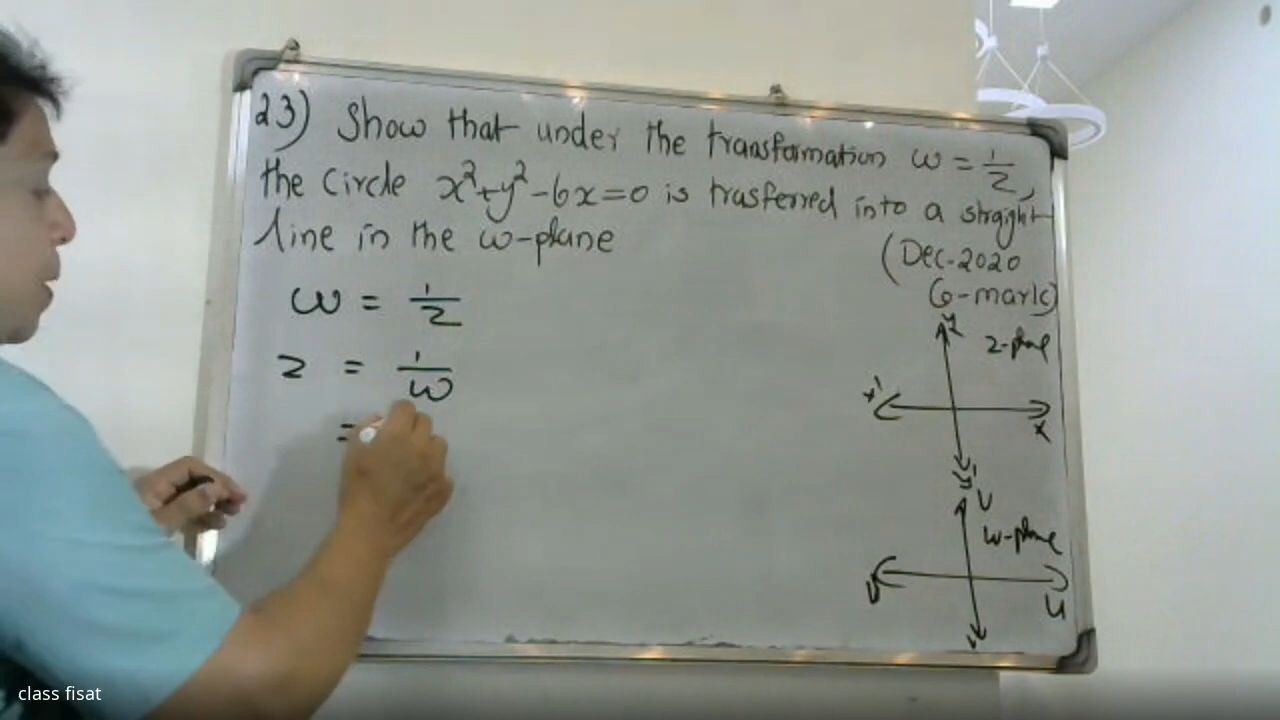 23) Show that under the transformation ω = 1/z,
the circle x²+y²-6x=0 is trasferred into a straight
line in the ω-plane
(Dec-2020
6-mark)
ω = 1/z
z = 1/ω
=
y
z-plane
x'
x
y'
v
ω-plane
u
class fisat